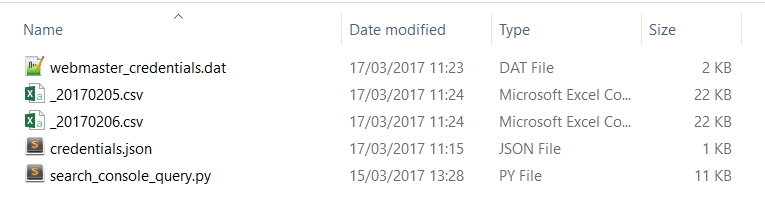 Name Date modified Type Size
webmaster_credentials.dat 17/03/2017 11:23 DAT File 2 KB
_20170205.csv 17/03/2017 11:24 Microsoft Excel Co... 22 KB
_20170206.csv 17/03/2017 11:24 Microsoft Excel Co... 22 KB
credentials.json 17/03/2017 11:15 JSON File 1 KB
search_console_query.py 15/03/2017 13:28 PY File 11 KB